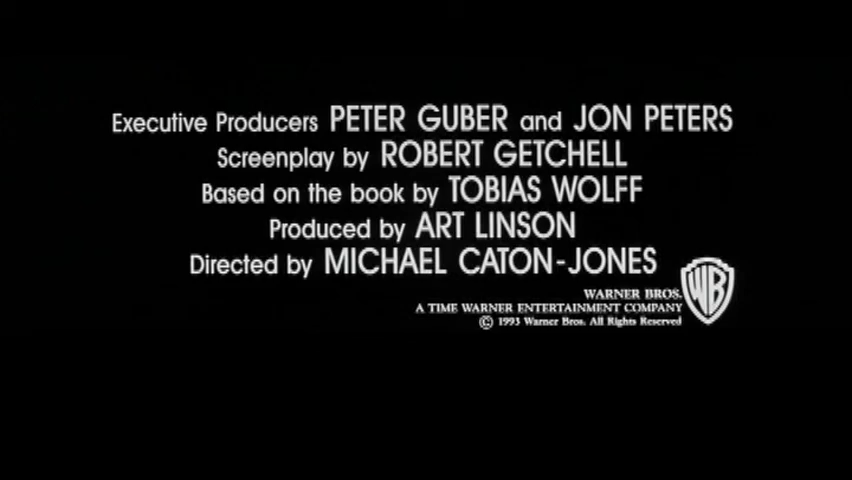 Executive Producers PETER GUBER and JON PETERS
Screenplay by ROBERT GETCHELL
Based on the book by TOBIAS WOLFF
Produced by ART LINSON
Directed by MICHAEL CATON-JONES
WB
WARNER BROS.
A TIME WARNER ENTERTAINMENT COMPANY
© 1993 Warner Bros. All Rights Reserved